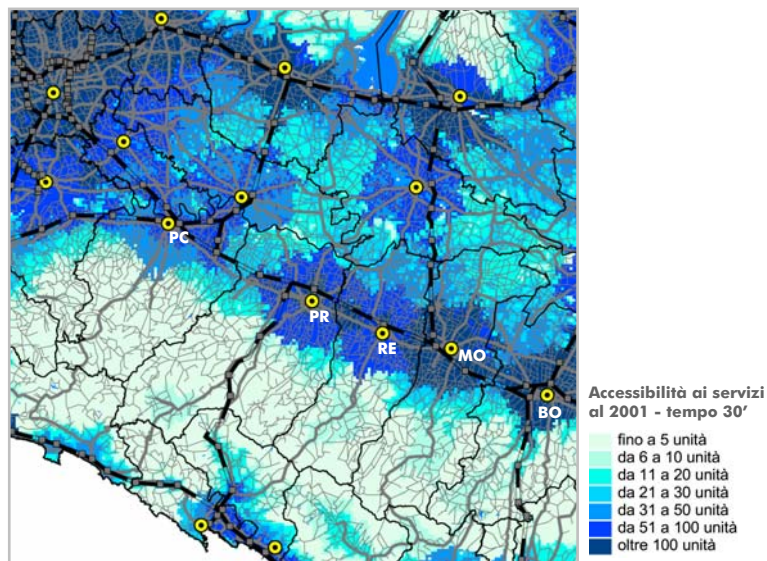 PC
PR
RE
MO
BO
Accessibilità ai servizi
al 2001 - tempo 30’
fino a 5 unità
da 6 a 10 unità
da 11 a 20 unità
da 21 a 30 unità
da 31 a 50 unità
da 51 a 100 unità
oltre 100 unità